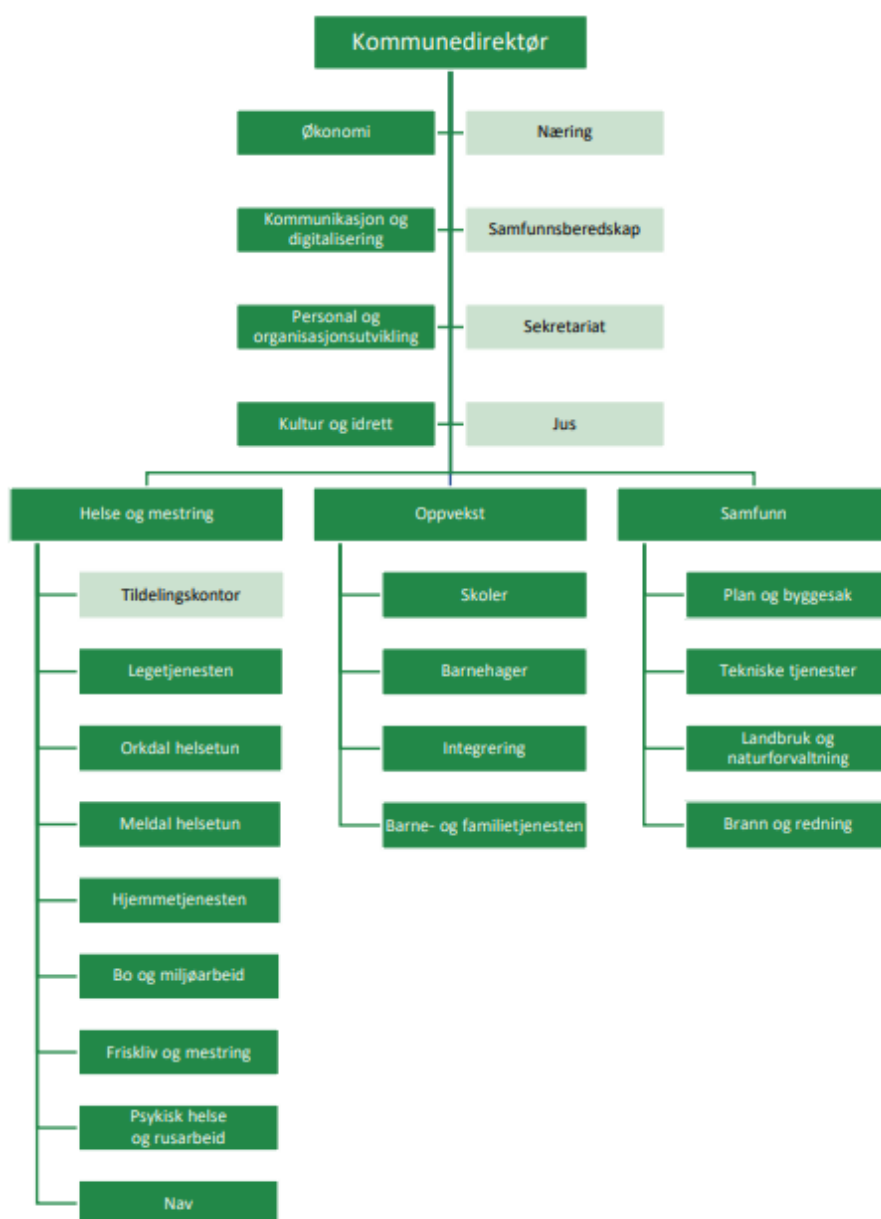 Kommunedirektør
Økonomi
Næring
Kommunikasjon og
digitalisering
Samfunnsberedskap
Personal og
organisasjonsutvikling
Sekretariat
Kultur og idrett
Jus
Helse og mestring
Tildelingskontor
Legetjenesten
Orkdal helsetun
Meldal helsetun
Hjemmetjenesten
Bo og miljøarbeid
Friskliv og mestring
Psykisk helse
og rusarbeid
Nav
Oppvekst
Skoler
Barnehager
Integrering
Barne- og familietjenesten
Samfunn
Plan og byggesak
Tekniske tjenester
Landbruk og
naturforvaltning
Brann og redning